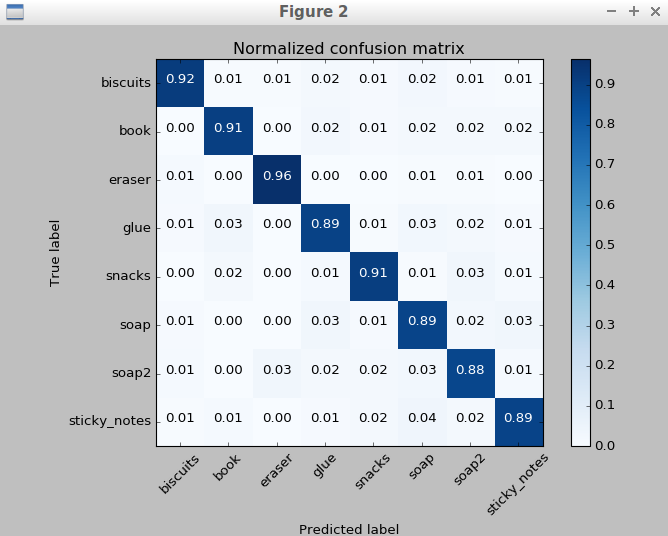 Figure 2
Normalized confusion matrix
biscuits 0.92 0.01 0.01 0.02 0.01 0.02 0.01 0.01
book 0.00 0.91 0.00 0.02 0.01 0.02 0.02 0.02
eraser 0.01 0.00 0.96 0.00 0.00 0.01 0.01 0.00
glue 0.01 0.03 0.00 0.89 0.01 0.03 0.02 0.01
snacks 0.00 0.02 0.00 0.01 0.91 0.01 0.03 0.01
soap 0.01 0.00 0.00 0.03 0.01 0.89 0.02 0.03
soap2 0.01 0.00 0.03 0.02 0.02 0.03 0.88 0.01
sticky_notes 0.01 0.01 0.00 0.01 0.02 0.04 0.02 0.89
True label
biscuits book eraser glue snacks soap soap2 sticky_notes
Predicted label
0.9
0.8
0.7
0.6
0.5
0.4
0.3
0.2
0.1
0.0